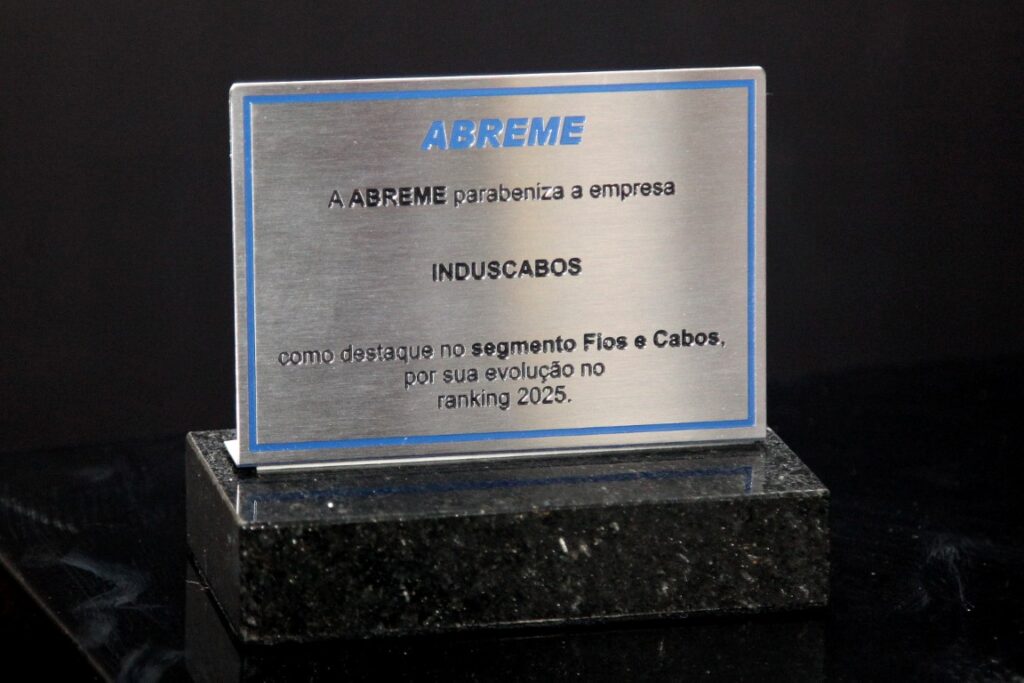 ABREME
A ABREME parabeniza a empresa
INDUSCABOS
como destaque no segmento Fios e Cabos,
por sua evolução no
ranking 2025.